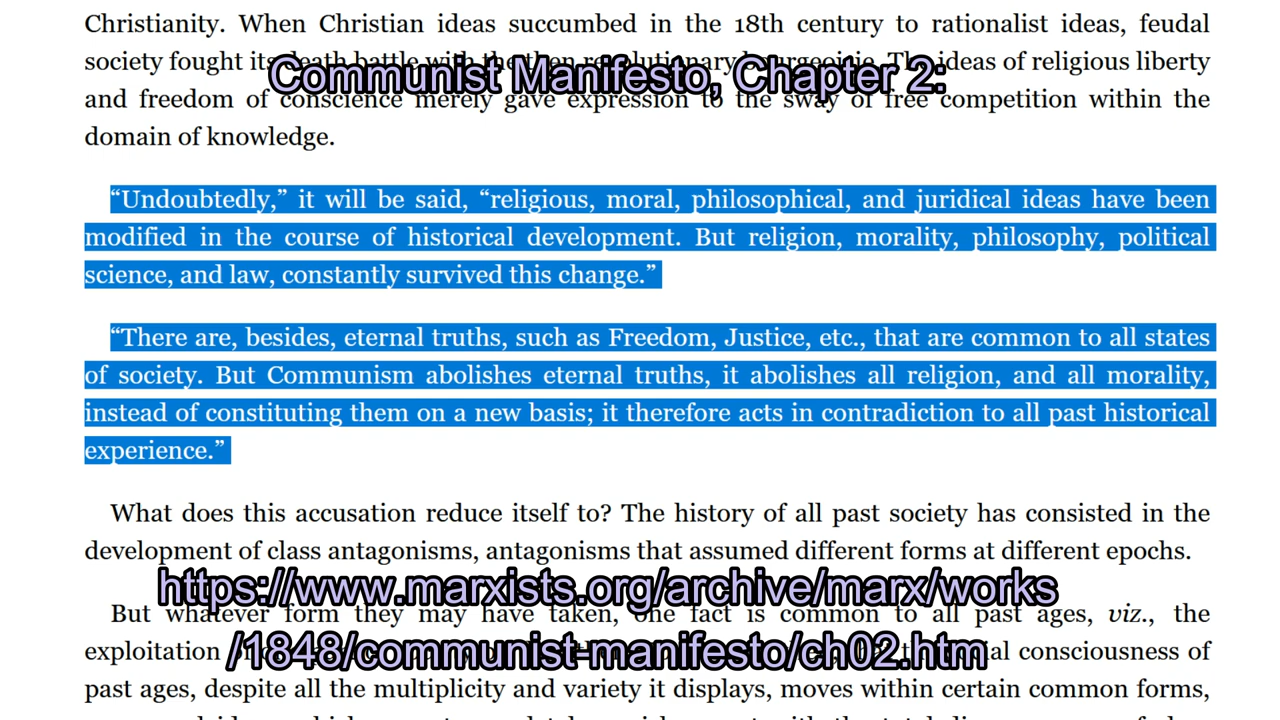 Christianity. When Christian ideas succumbed in the 18th century to rationalist ideas, feudal
society fought its death battle with the then revolutionary bourgeoisie. The ideas of religious liberty
Communist Manifesto, Chapter 2:
and freedom of conscience merely gave expression to the sway of free competition within the
domain of knowledge.
“Undoubtedly,” it will be said, “religious, moral, philosophical, and juridical ideas have been
modified in the course of historical development. But religion, morality, philosophy, political
science, and law, constantly survived this change.”
“There are, besides, eternal truths, such as Freedom, Justice, etc., that are common to all states
of society. But Communism abolishes eternal truths, it abolishes all religion, and all morality,
instead of constituting them on a new basis; it therefore acts in contradiction to all past historical
experience.”
What does this accusation reduce itself to? The history of all past society has consisted in the
development of class antagonisms, antagonisms that assumed different forms at different epochs.
https://www.marxists.org/archive/marx/works
But whatever form they may have taken, one fact is common to all past ages, viz., the
/1848/communist-manifesto/ch02.htm
exploitation consciousness of
past ages, despite all the multiplicity and variety it displays, moves within certain common forms,